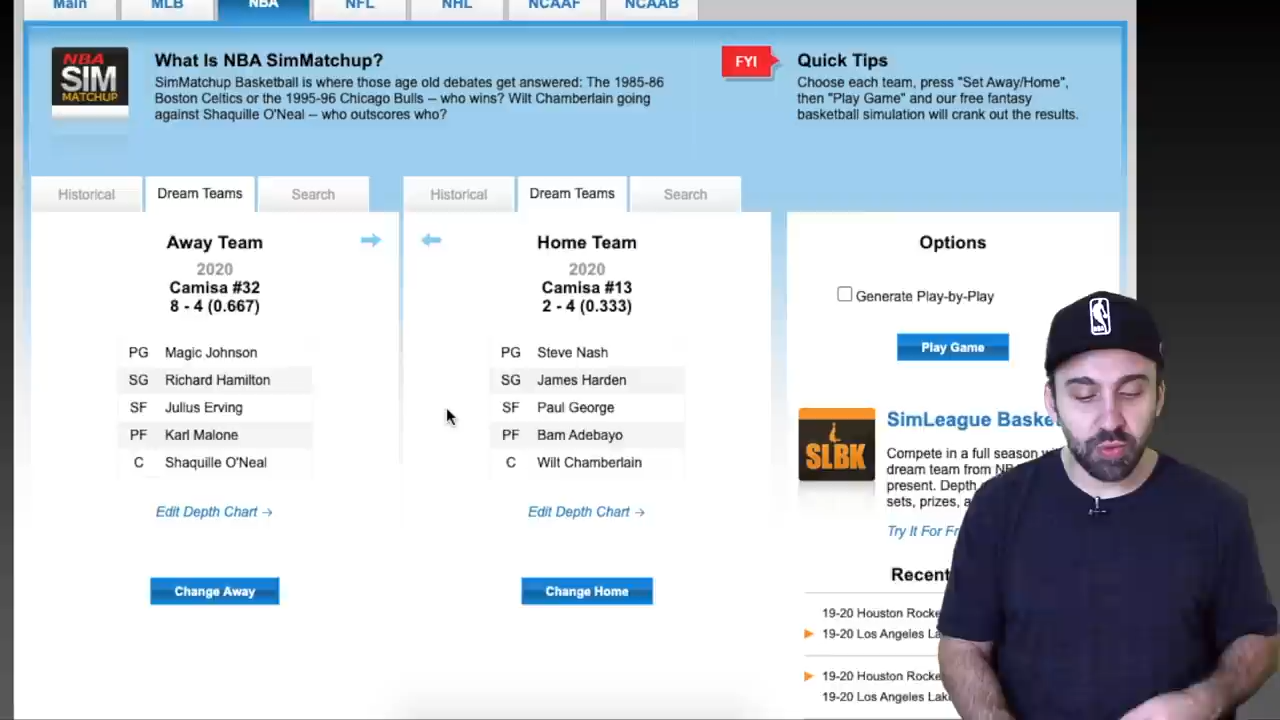 Main
MLB
NBA
NFL
NHL
NCAAF
NCAAB
NBA
SIM
MATCHUP
What Is NBA SimMatchup?
SimMatchup Basketball is where those age old debates get answered: The 1985-86
Boston Celtics or the 1995-96 Chicago Bulls -- who wins? Wilt Chamberlain going
against Shaquille O'Neal -- who outscores who?
FYI
Quick Tips
Choose each team, press "Set Away/Home",
then "Play Game" and our free fantasy
basketball simulation will crank out the results.
Historical
Dream Teams
Search
Historical
Dream Teams
Search
Away Team
2020
Camisa #32
8 - 4 (0.667)
PG Magic Johnson
SG Richard Hamilton
SF Julius Erving
PF Karl Malone
C Shaquille O'Neal
Edit Depth Chart →
Change Away
Home Team
2020
Camisa #13
2 - 4 (0.333)
PG Steve Nash
SG James Harden
SF Paul George
PF Bam Adebayo
C Wilt Chamberlain
Edit Depth Chart →
Change Home
Options
Generate Play-by-Play
Play Game
SLBK
SimLeague Baske
Compete in a full season
dream team from
present. Depth
sets, prizes,
Try It For
Recent
19-20 Houston Rocke
19-20 Los Angeles La
19-20 Houston Rocke
19-20 Los Angeles Lake